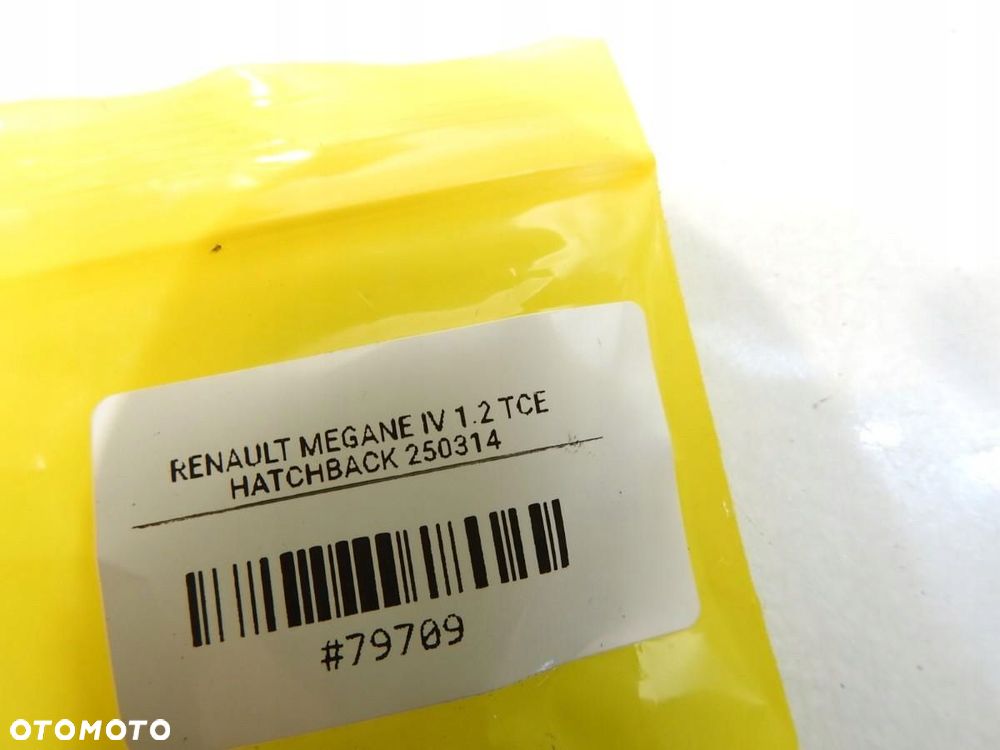 RENAULT MEGANE IV 1.2 TCE
HATCHBACK 250314
#79709
OTOMOTO